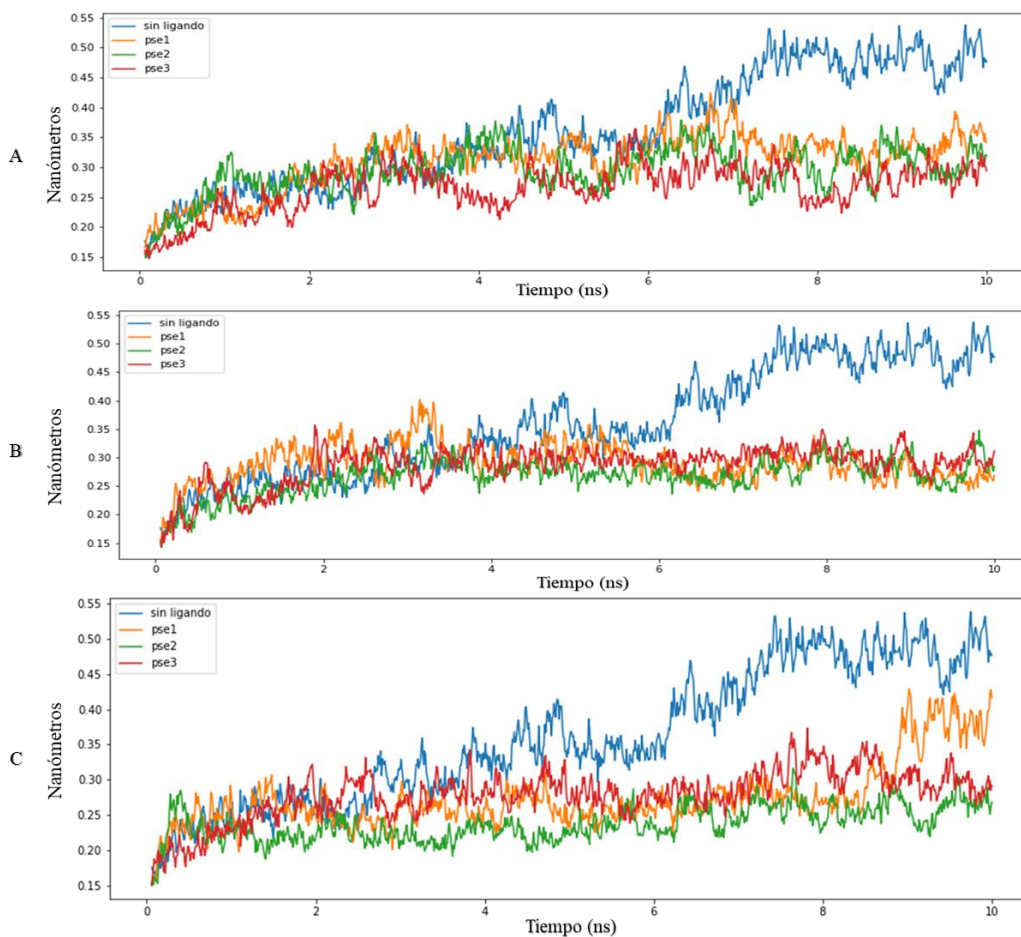 A
Nanómetros
0.55
0.50
0.45
0.40
0.35
0.30
0.25
0.20
0.15
sin ligando
pse1
pse2
pse3
0 2 4 6 8 10
Tiempo (ns)
B
Nanómetros
0.55
0.50
0.45
0.40
0.35
0.30
0.25
0.20
0.15
sin ligando
pse1
pse2
pse3
0 2 4 6 8 10
Tiempo (ns)
C
Nanómetros
0.55
0.50
0.45
0.40
0.35
0.30
0.25
0.20
0.15
sin ligando
pse1
pse2
pse3
0 2 4 6 8 10
Tiempo (ns)